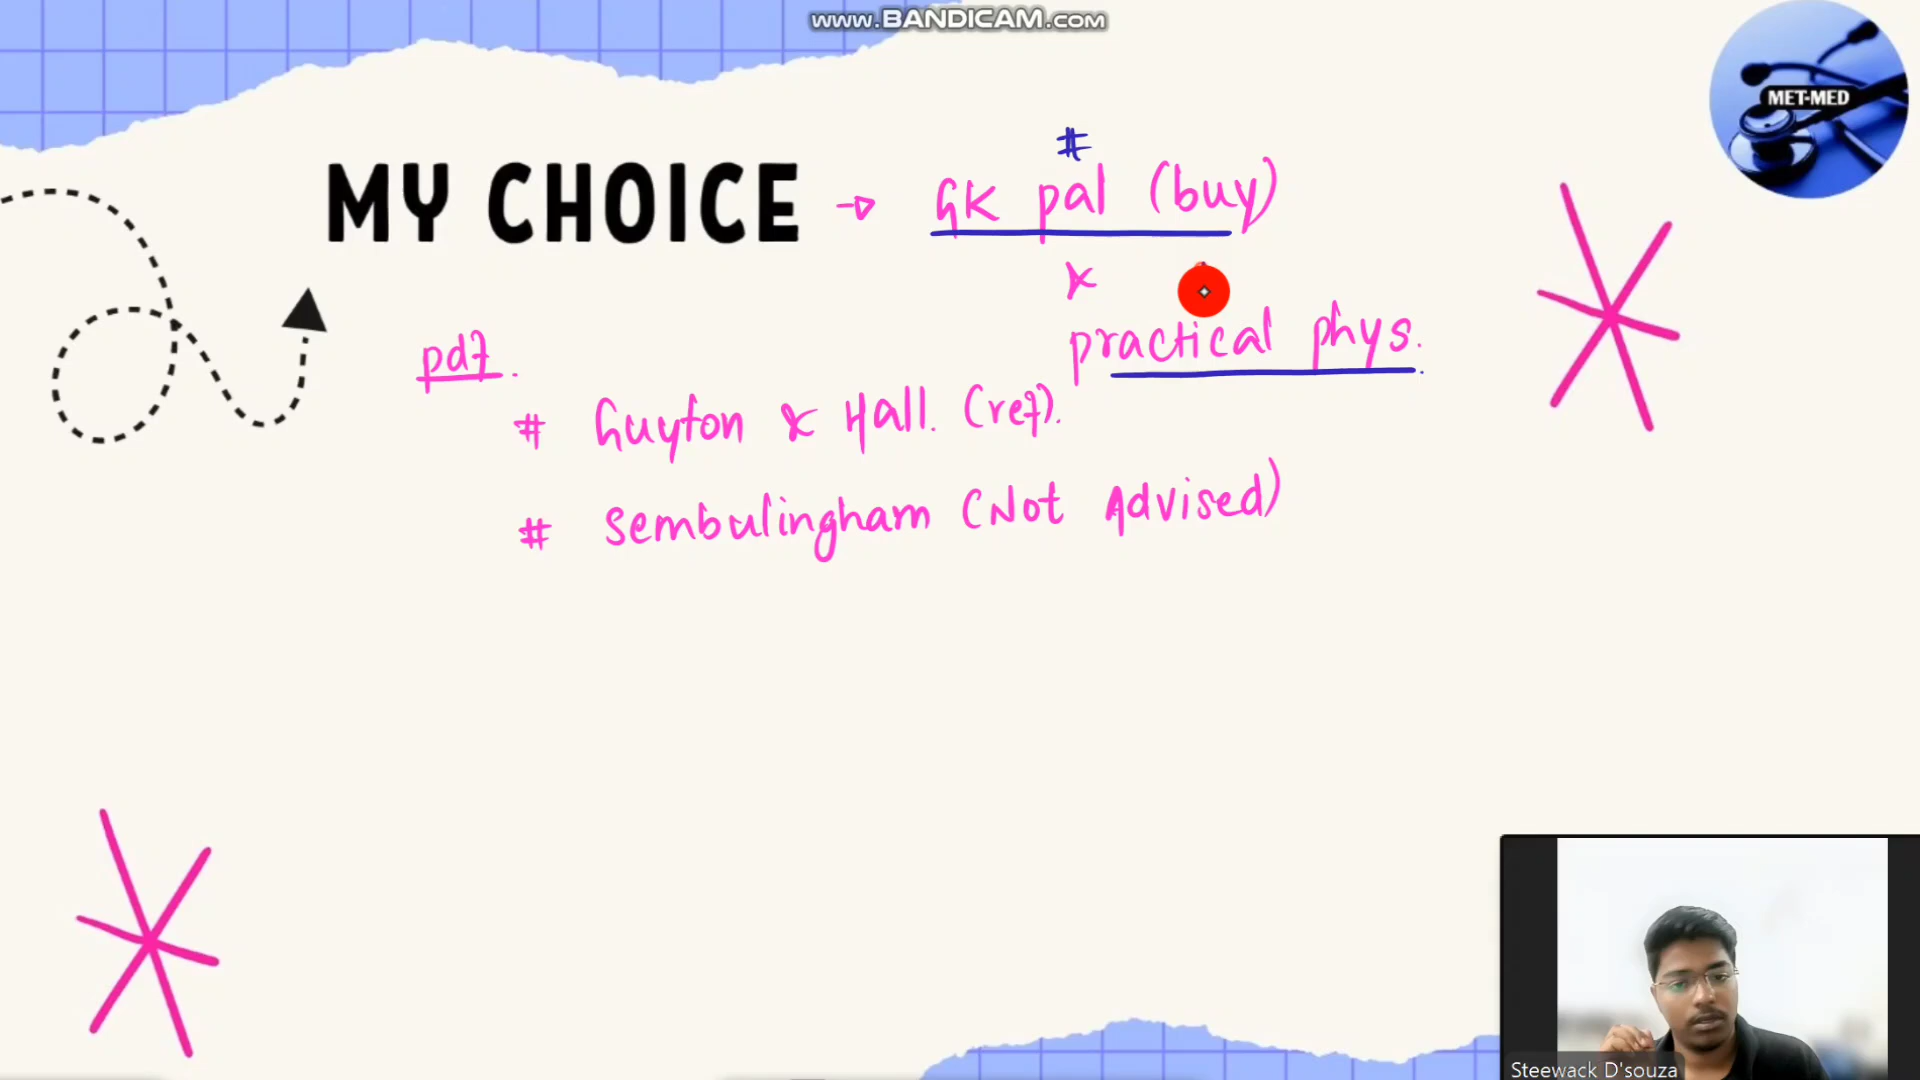 www.BANDICAM.com
MET-MED
#
MY CHOICE → GK pal (buy)
&
practical phys.
pdf.
# Guyton & Hall. (ref).
# Sembulingham (Not Advised)
Steewack D'souza